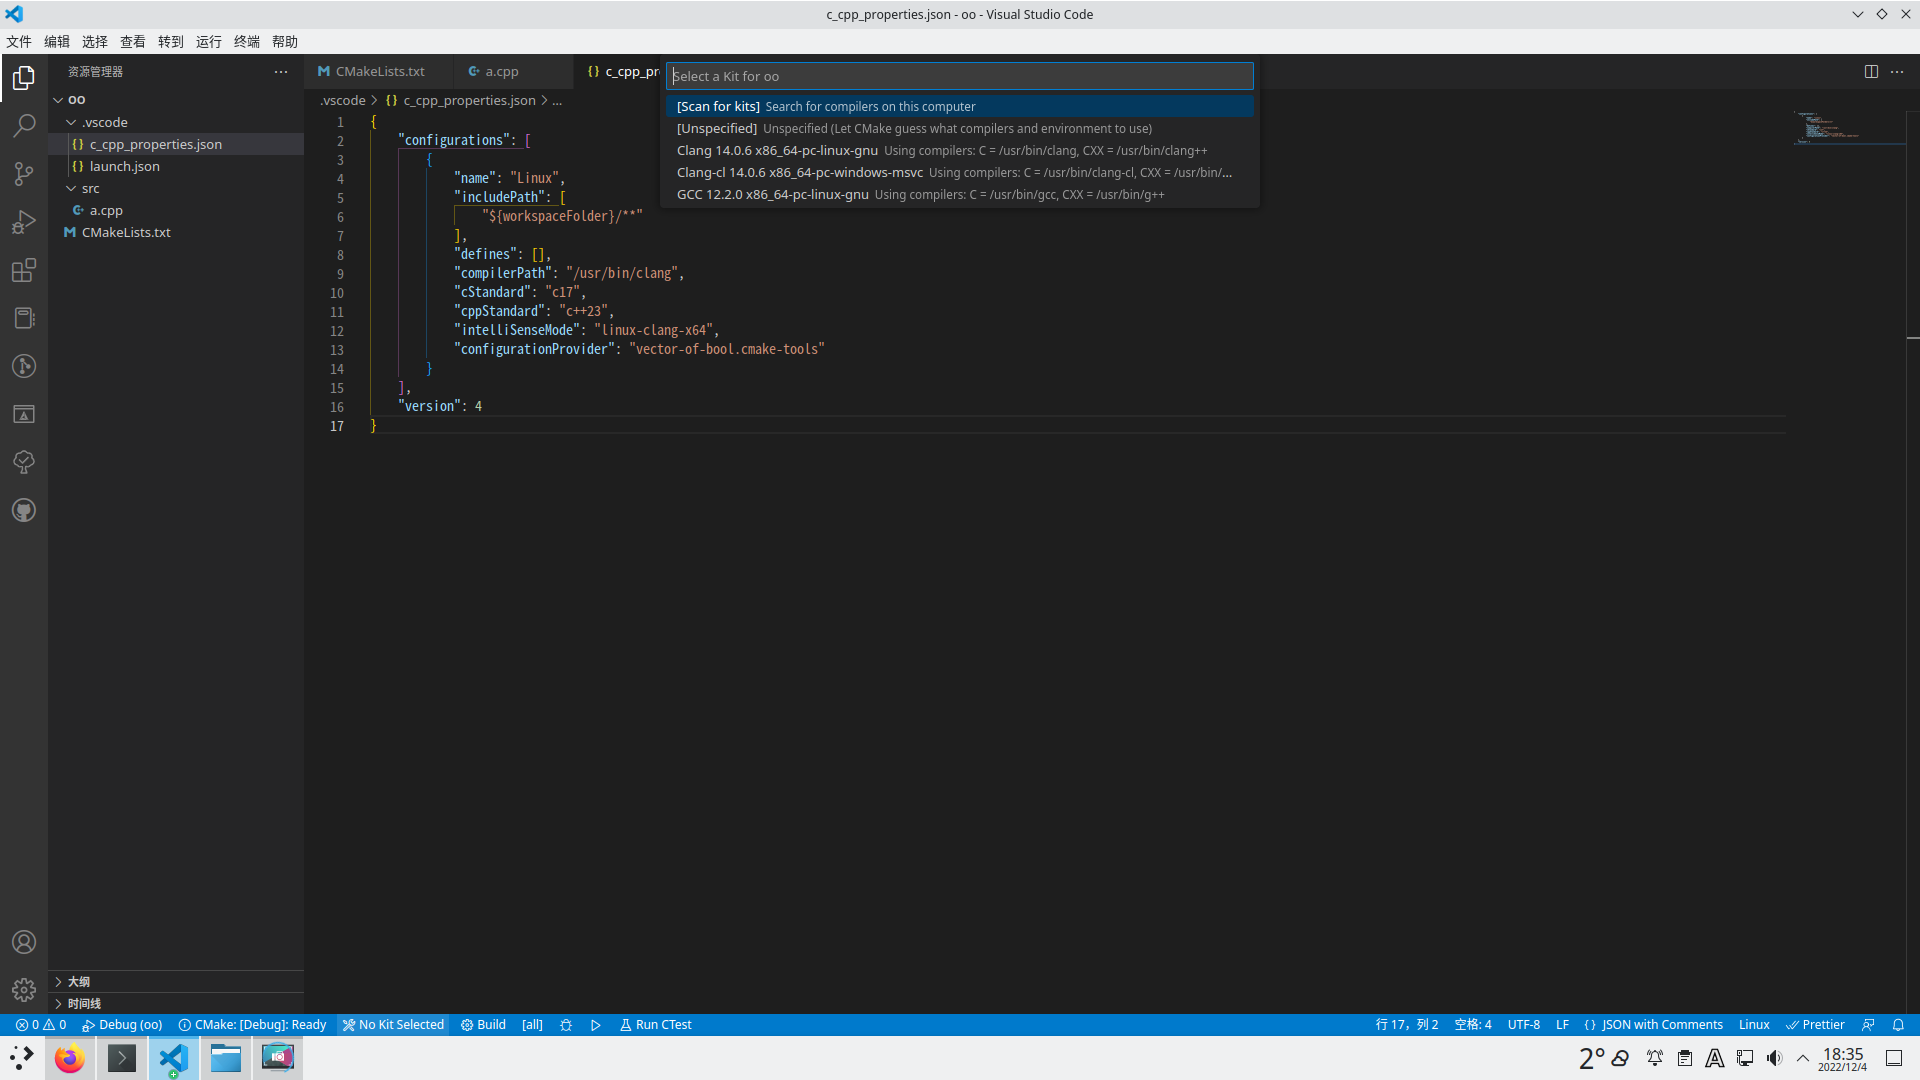 c_cpp_properties.json - oo - Visual Studio Code
文件 编辑 选择 查看 转到 运行 终端 帮助
资源管理器
OO
.vscode
c_cpp_properties.json
launch.json
src
a.cpp
CMakeLists.txt
大纲
时间线
CMakeLists.txt a.cpp c_cpp_pr
.vscode > {} c_cpp_properties.json > ...
Select a Kit for oo
[Scan for kits] Search for compilers on this computer
[Unspecified] Unspecified (Let CMake guess what compilers and environment to use)
Clang 14.0.6 x86_64-pc-linux-gnu Using compilers: C = /usr/bin/clang, CXX = /usr/bin/clang++
Clang-cl 14.0.6 x86_64-pc-windows-msvc Using compilers: C = /usr/bin/clang-cl, CXX = /usr/bin/...
GCC 12.2.0 x86_64-pc-linux-gnu Using compilers: C = /usr/bin/gcc, CXX = /usr/bin/g++
1 {
2 "configurations": [
3 {
4 "name": "Linux",
5 "includePath": [
6 "${workspaceFolder}/**"
7 ],
8 "defines": [],
9 "compilerPath": "/usr/bin/clang",
10 "cStandard": "c17",
11 "cppStandard": "c++23",
12 "intelliSenseMode": "linux-clang-x64",
13 "configurationProvider": "vector-of-bool.cmake-tools"
14 }
15 ],
16 "version": 4
17 }
0 0 Debug (oo) CMake: [Debug]: Ready No Kit Selected Build [all] Run CTest 行 17，列 2 空格: 4 UTF-8 LF {} JSON with Comments Linux Prettier
2° A 18:35
2022/12/4